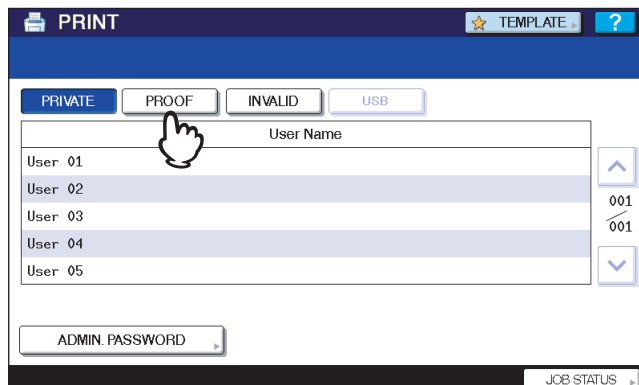 PRINT TEMPLATE ?
PRIVATE PROOF INVALID USB
User Name
User 01
User 02
User 03
User 04
User 05
001
001
ADMIN. PASSWORD
JOB STATUS